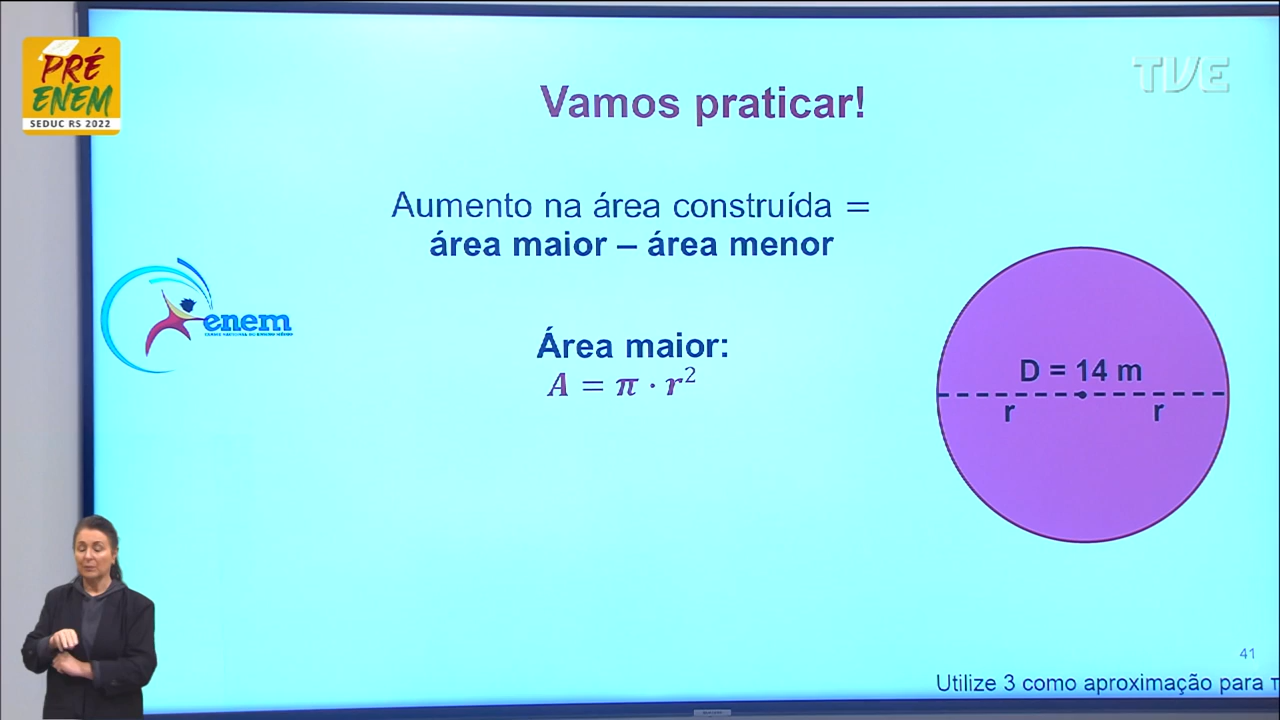 PRÉ
ENEM
SEDUC RS 2022
TVE
Vamos praticar!
Aumento na área construída =
área maior – área menor
enem
Área maior:
A = π · r²
D = 14 m
r r
41
Utilize 3 como aproximação para π